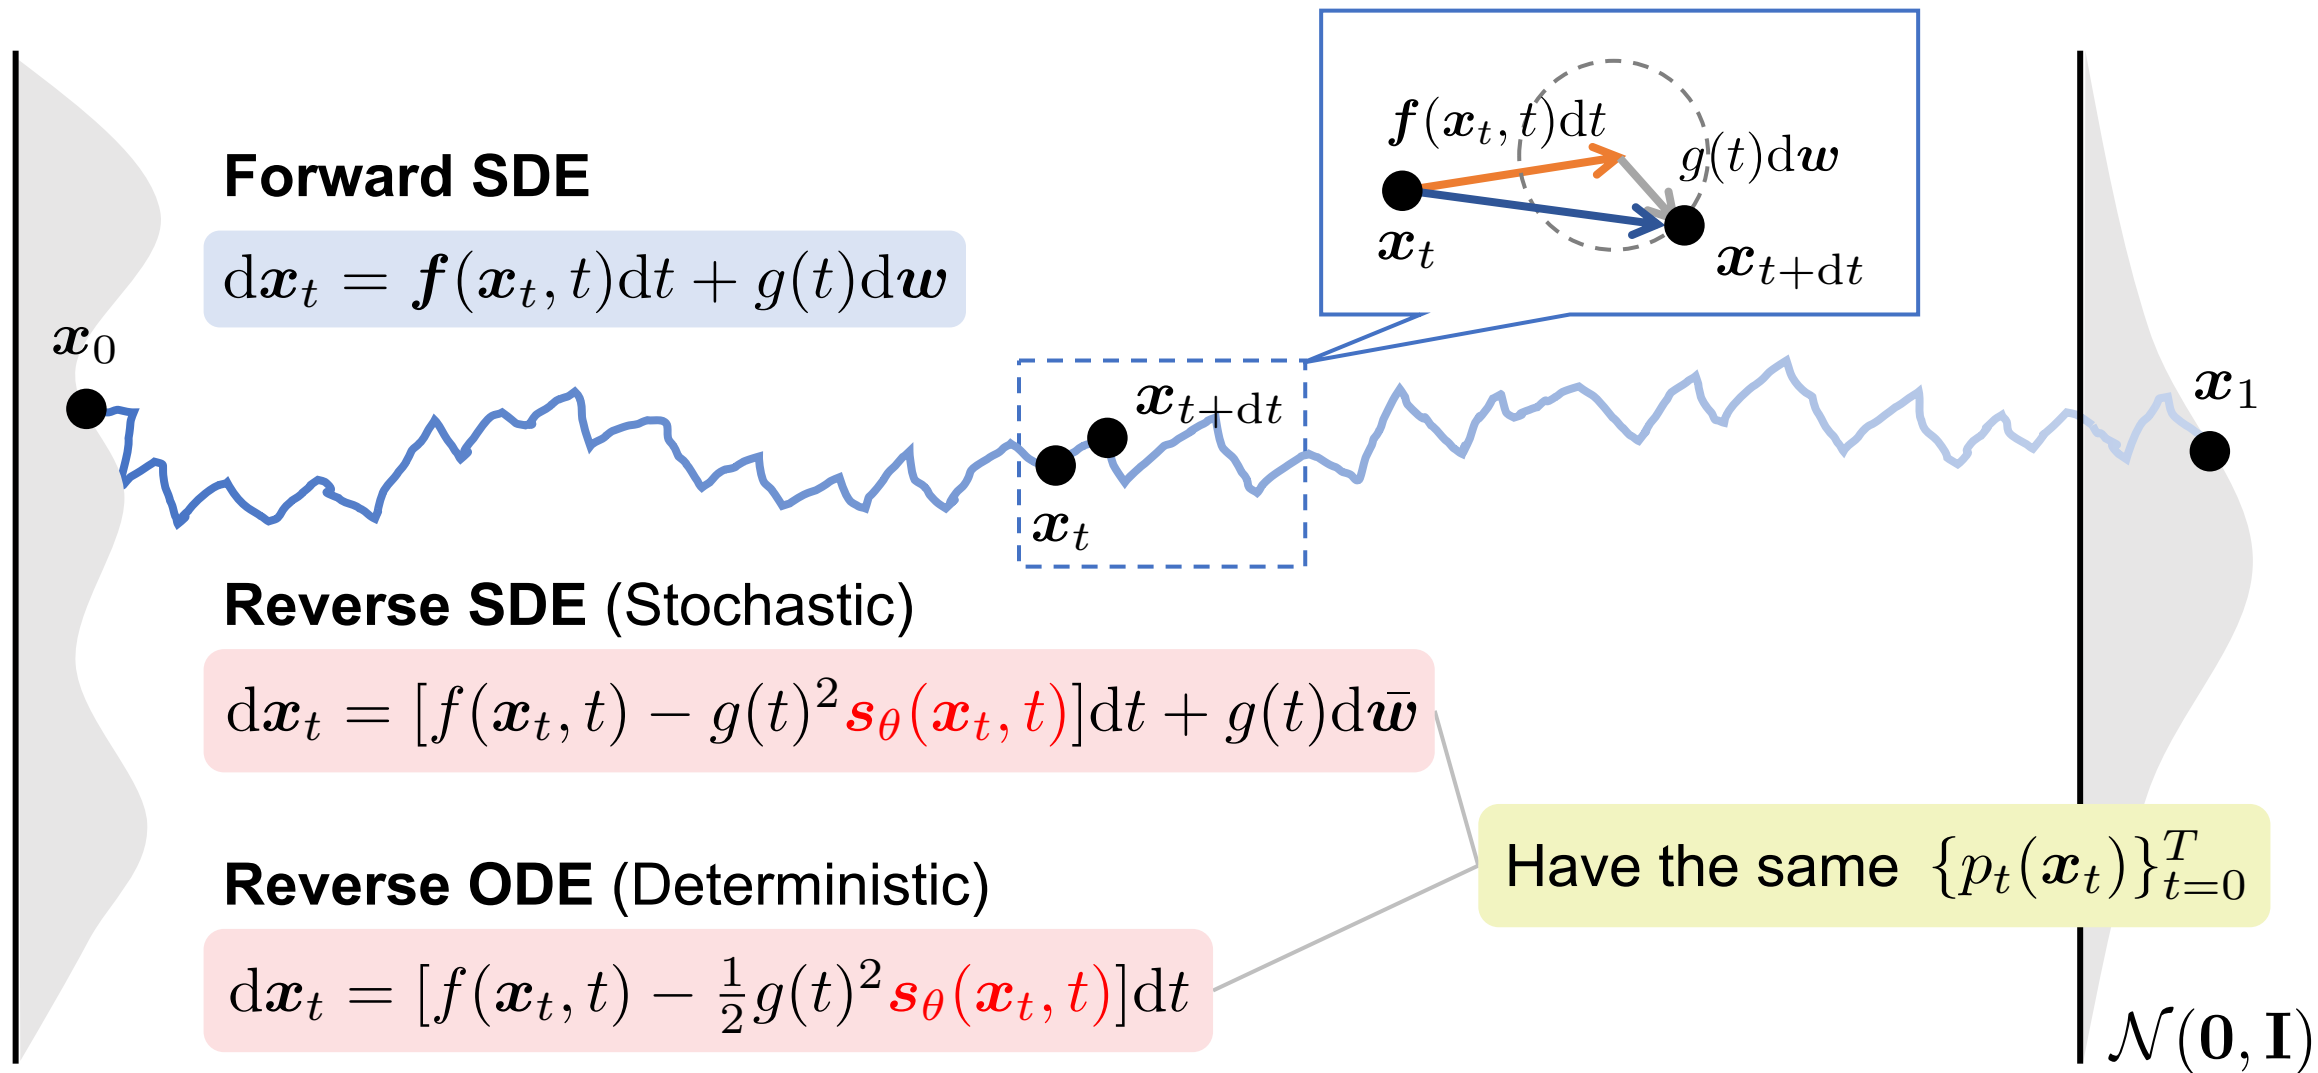 f(x_t, t)dt
g(t)dw
x_t
x_{t+dt}
Forward SDE
dx_t = f(x_t, t)dt + g(t)dw
x_0
x_{t+dt}
x_t
x_1
Reverse SDE (Stochastic)
dx_t = [f(x_t, t) − g(t)^2 s_θ(x_t, t)]dt + g(t)dw̄
Have the same {p_t(x_t)}_{t=0}^T
Reverse ODE (Deterministic)
dx_t = [f(x_t, t) − \frac{1}{2}g(t)^2 s_θ(x_t, t)]dt
𝒩(0, I)